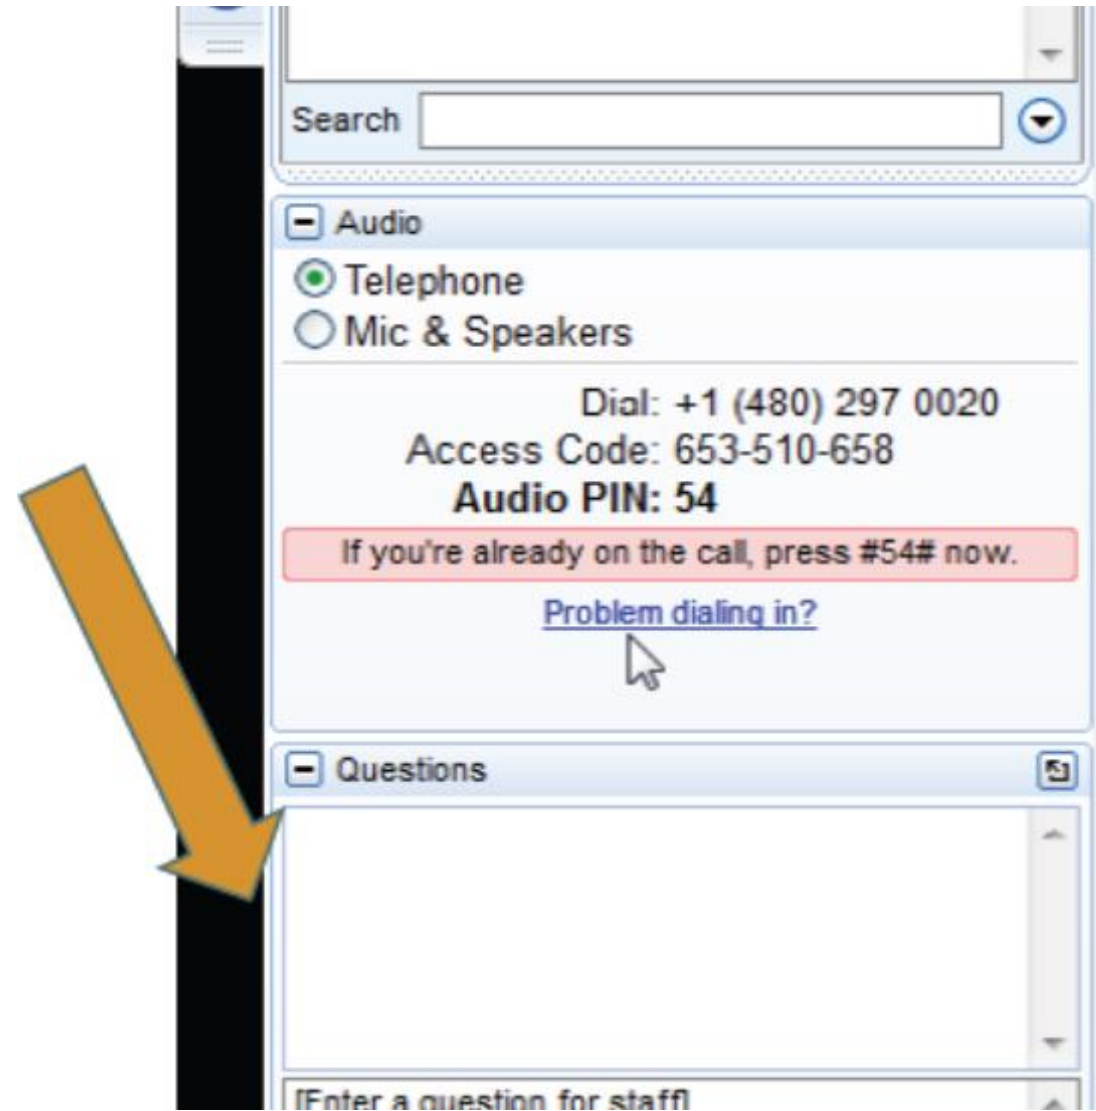 Search
Audio
Telephone
Mic & Speakers
Dial: +1 (480) 297 0020
Access Code: 653-510-658
Audio PIN: 54
If you're already on the call, press #54# now.
Problem dialing in?
Questions
[Enter a question for staff]